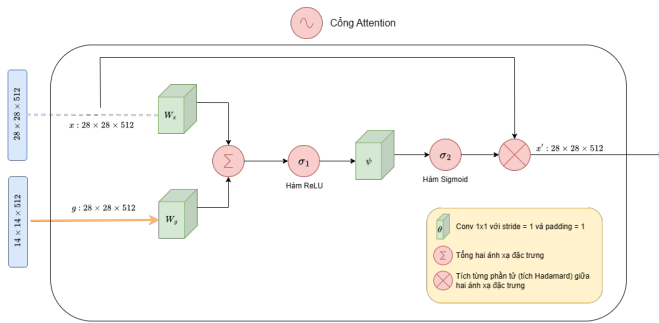 Cổng Attention
28 × 28 × 512
x : 28 × 28 × 512
W_x
Σ
σ₁
Hàm ReLU
ψ
σ₂
Hàm Sigmoid
x′ : 28 × 28 × 512
14 × 14 × 512
g : 28 × 28 × 512
W_g
θ
Conv 1x1 với stride = 1 và padding = 1
Σ
Tổng hai ánh xạ đặc trưng
Tích từng phần tử (tích Hadamard) giữa
hai ánh xạ đặc trưng